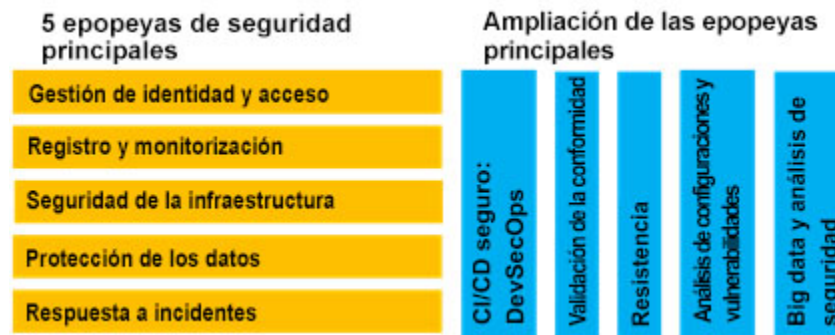 5 epopeyas de seguridad
principales
Ampliación de las epopeyas
principales
Gestión de identidad y acceso
Registro y monitorización
Seguridad de la infraestructura
Protección de los datos
Respuesta a incidentes
CI/CD seguro:
DevSecOps
Validación de la conformidad
Resistencia
Análisis de configuraciones y
vulnerabilidades
Big data y análisis de
seguridad